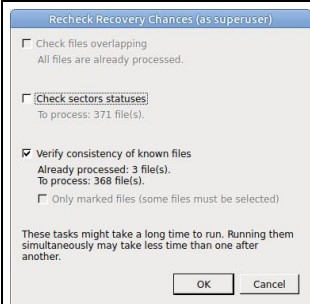 Recheck Recovery Chances (as superuser)
Check files overlapping
All files are already processed.
Check sectors statuses
To process: 371 file(s).
Verify consistency of known files
Already processed: 3 file(s).
To process: 368 file(s).
Only marked files (some files must be selected)
These tasks might take a long time to run. Running them
simultaneously may take less time than one after
another.
OK
Cancel